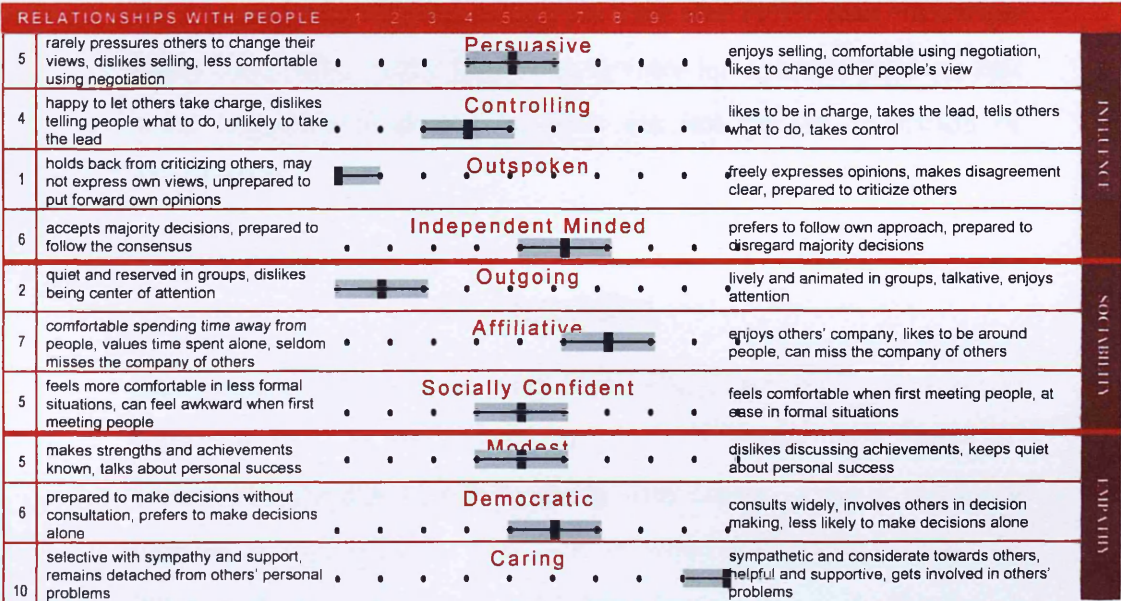 RELATIONSHIPS WITH PEOPLE 1 2 3 4 5 6 7 8 9 10
5
rarely pressures others to change their
views, dislikes selling, less comfortable
using negotiation
Persuasive
enjoys selling, comfortable using negotiation,
likes to change other people's view
4
happy to let others take charge, dislikes
telling people what to do, unlikely to take
the lead
Controlling
likes to be in charge, takes the lead, tells others
what to do, takes control
1
holds back from criticizing others, may
not express own views, unprepared to
put forward own opinions
Outspoken
freely expresses opinions, makes disagreement
clear, prepared to criticize others
6
accepts majority decisions, prepared to
follow the consensus
Independent Minded
prefers to follow own approach, prepared to
disregard majority decisions
INFLUENCE
2
quiet and reserved in groups, dislikes
being center of attention
Outgoing
lively and animated in groups, talkative, enjoys
attention
7
comfortable spending time away from
people, values time spent alone, seldom
misses the company of others
Affiliative
enjoys others' company, likes to be around
people, can miss the company of others
5
feels more comfortable in less formal
situations, can feel awkward when first
meeting people
Socially Confident
feels comfortable when first meeting people, at
ease in formal situations
SOCIABILITY
5
makes strengths and achievements
known, talks about personal success
Modest
dislikes discussing achievements, keeps quiet
about personal success
6
prepared to make decisions without
consultation, prefers to make decisions
alone
Democratic
consults widely, involves others in decision
making, less likely to make decisions alone
10
selective with sympathy and support,
remains detached from others' personal
problems
Caring
sympathetic and considerate towards others,
helpful and supportive, gets involved in others'
problems
EMPATHY